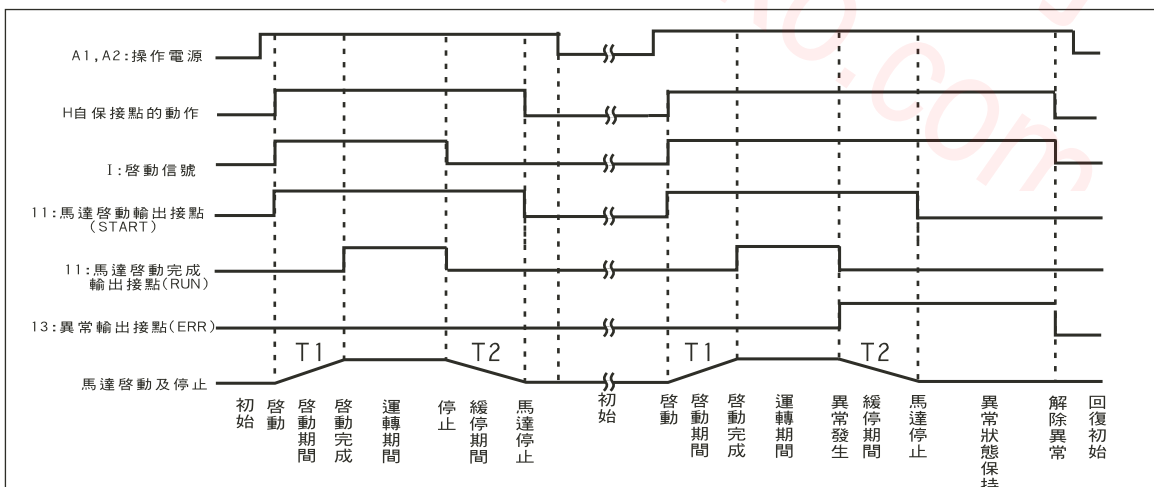 A1,A2:操作電源
H自保接點的動作
I:啓動信號
11:馬達啓動輸出接點
(START)
11:馬達啓動完成
輸出接點(RUN)
13:異常輸出接點(ERR)
馬達啓動及停止
T1
T2
T1
T2
初始
啓動
啓動期間
啓動完成
運轉期間
停止
緩停期間
馬達停止
初始
啓動
啓動期間
啓動完成
運轉期間
異常發生
緩停期間
馬達停止
異常狀態保持
解除異常
回復初始